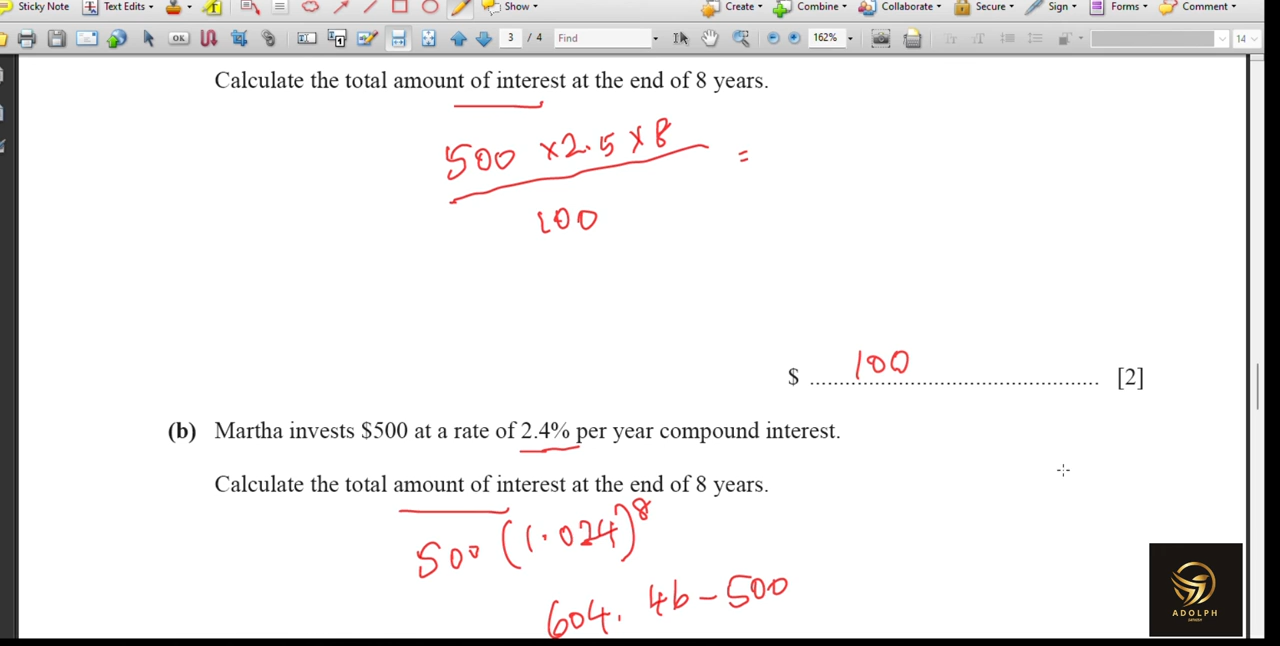 Sticky Note Text Edits Show Create Combine Collaborate Secure Sign Forms Comment
OK 3 / 4 Find 162% Tr T 14
Calculate the total amount of interest at the end of 8 years.
500 ×2.5 ×8 =
100
$ 100 [2]
(b) Martha invests $500 at a rate of 2.4% per year compound interest.
Calculate the total amount of interest at the end of 8 years.
500 (1.024)^8
604.46 – 500
ADOLPH